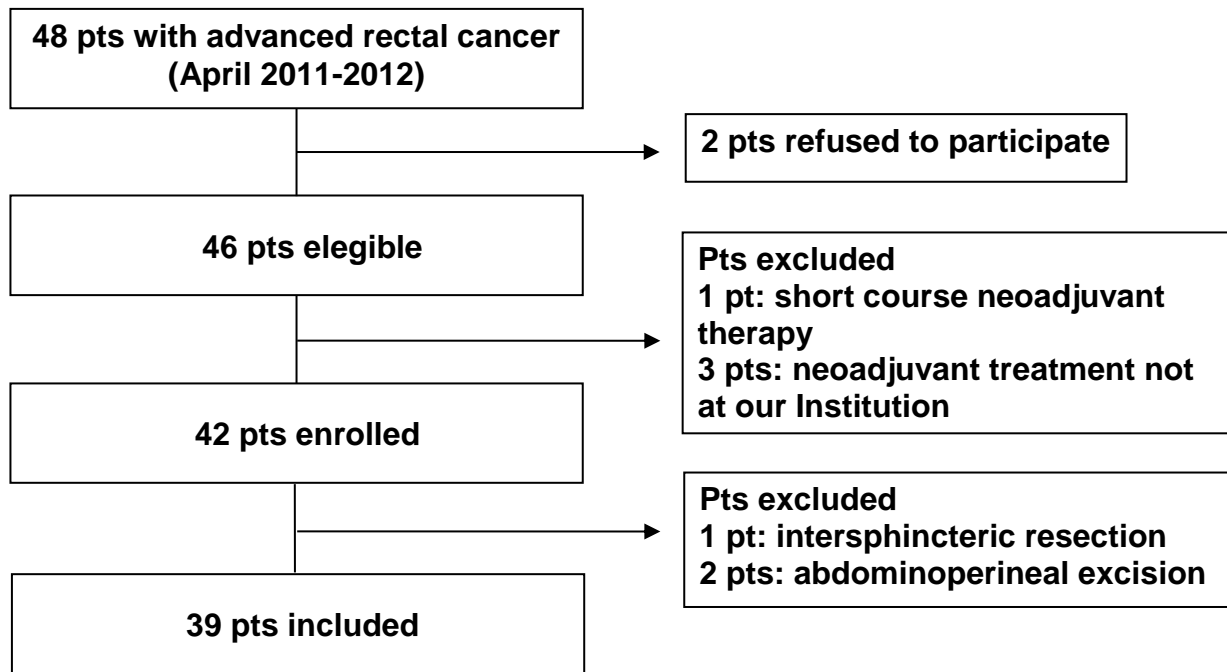 48 pts with advanced rectal cancer
(April 2011-2012)
2 pts refused to participate
46 pts elegible
Pts excluded
1 pt: short course neoadjuvant
therapy
3 pts: neoadjuvant treatment not
at our Institution
42 pts enrolled
Pts excluded
1 pt: intersphincteric resection
2 pts: abdominoperineal excision
39 pts included